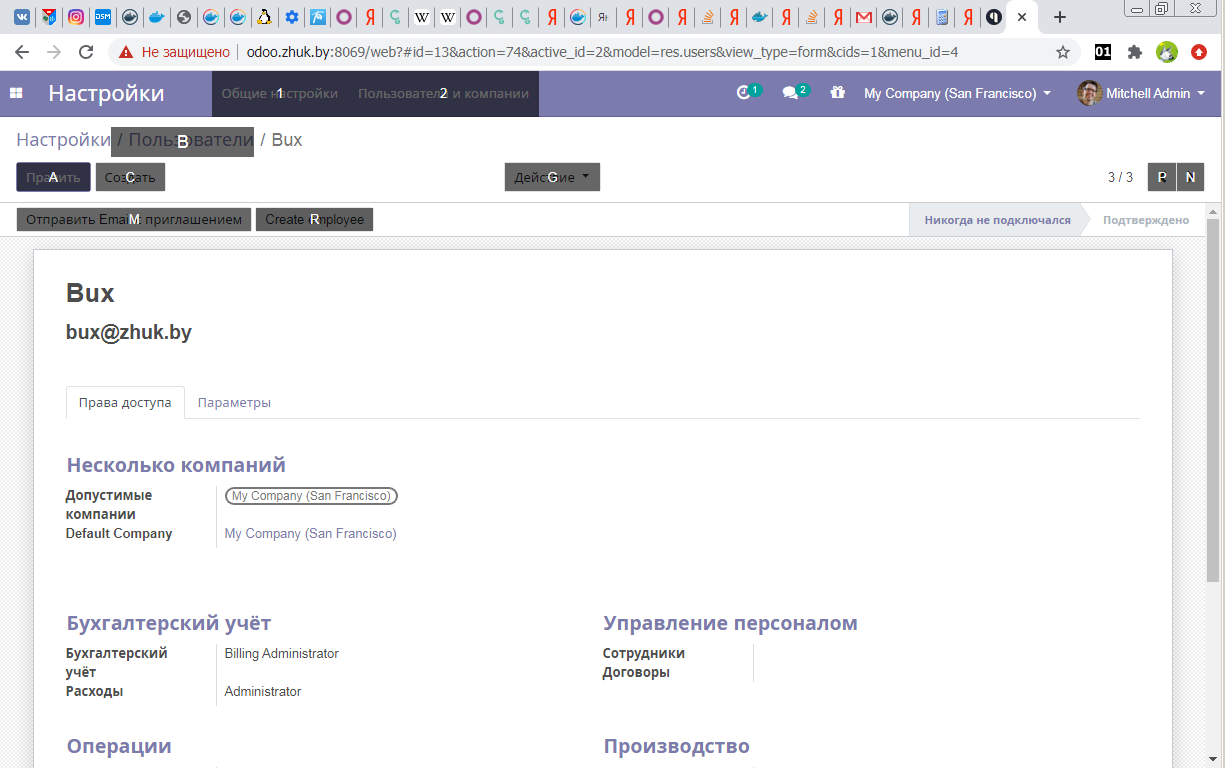 Не защищено odoo.zhuk.by:8069/web?#id=13&action=74&active_id=2&model=res.users&view_type=form&cids=1&menu_id=4
Настройки Общие настройки 1 Пользователи и компании 2 1 2 My Company (San Francisco) Mitchell Admin
Настройки / Пользователи B / Bux
Править A Создать C Действие G 3 / 3 P N
Отправить Email с приглашением M Create Employee R Никогда не подключался Подтверждено
Bux
bux@zhuk.by
Права доступа Параметры
Несколько компаний
Допустимые компании My Company (San Francisco)
Default Company My Company (San Francisco)
Бухгалтерский учёт Управление персоналом
Бухгалтерский учёт Billing Administrator Сотрудники
Расходы Administrator Договоры
Операции Производство